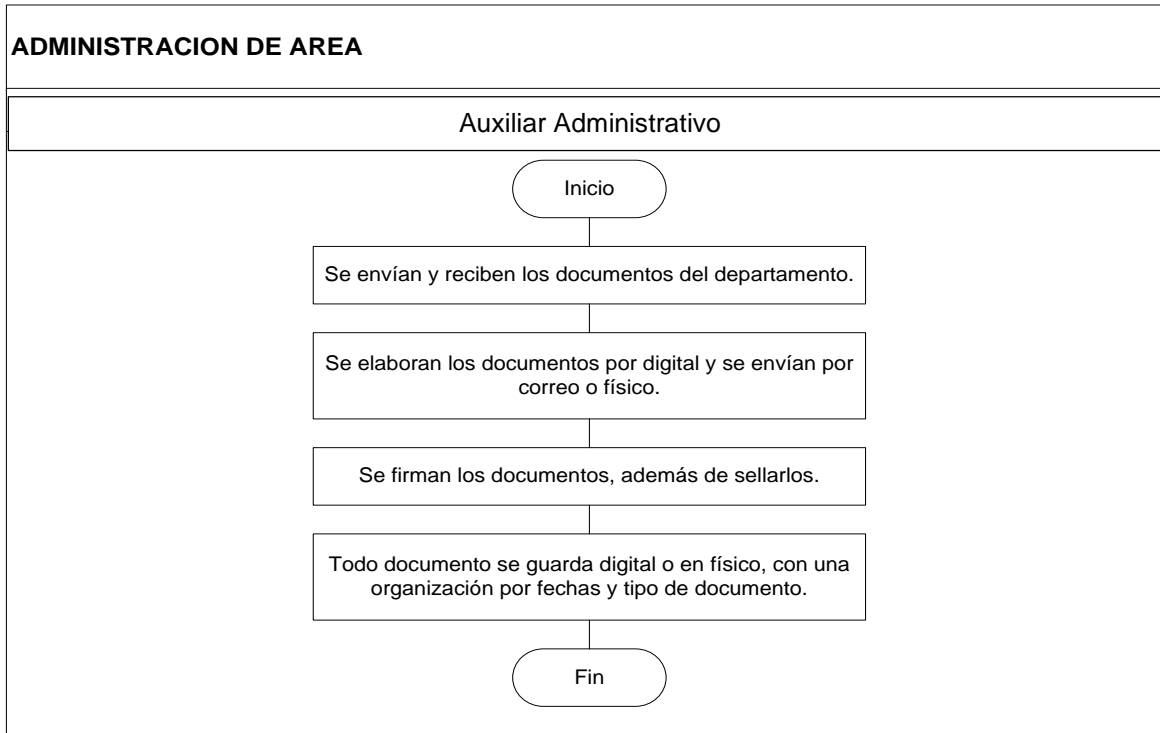 ADMINISTRACION DE AREA
Auxiliar Administrativo
Inicio
Se envían y reciben los documentos del departamento.
Se elaboran los documentos por digital y se envían por
correo o físico.
Se firman los documentos, además de sellarlos.
Todo documento se guarda digital o en físico, con una
organización por fechas y tipo de documento.
Fin